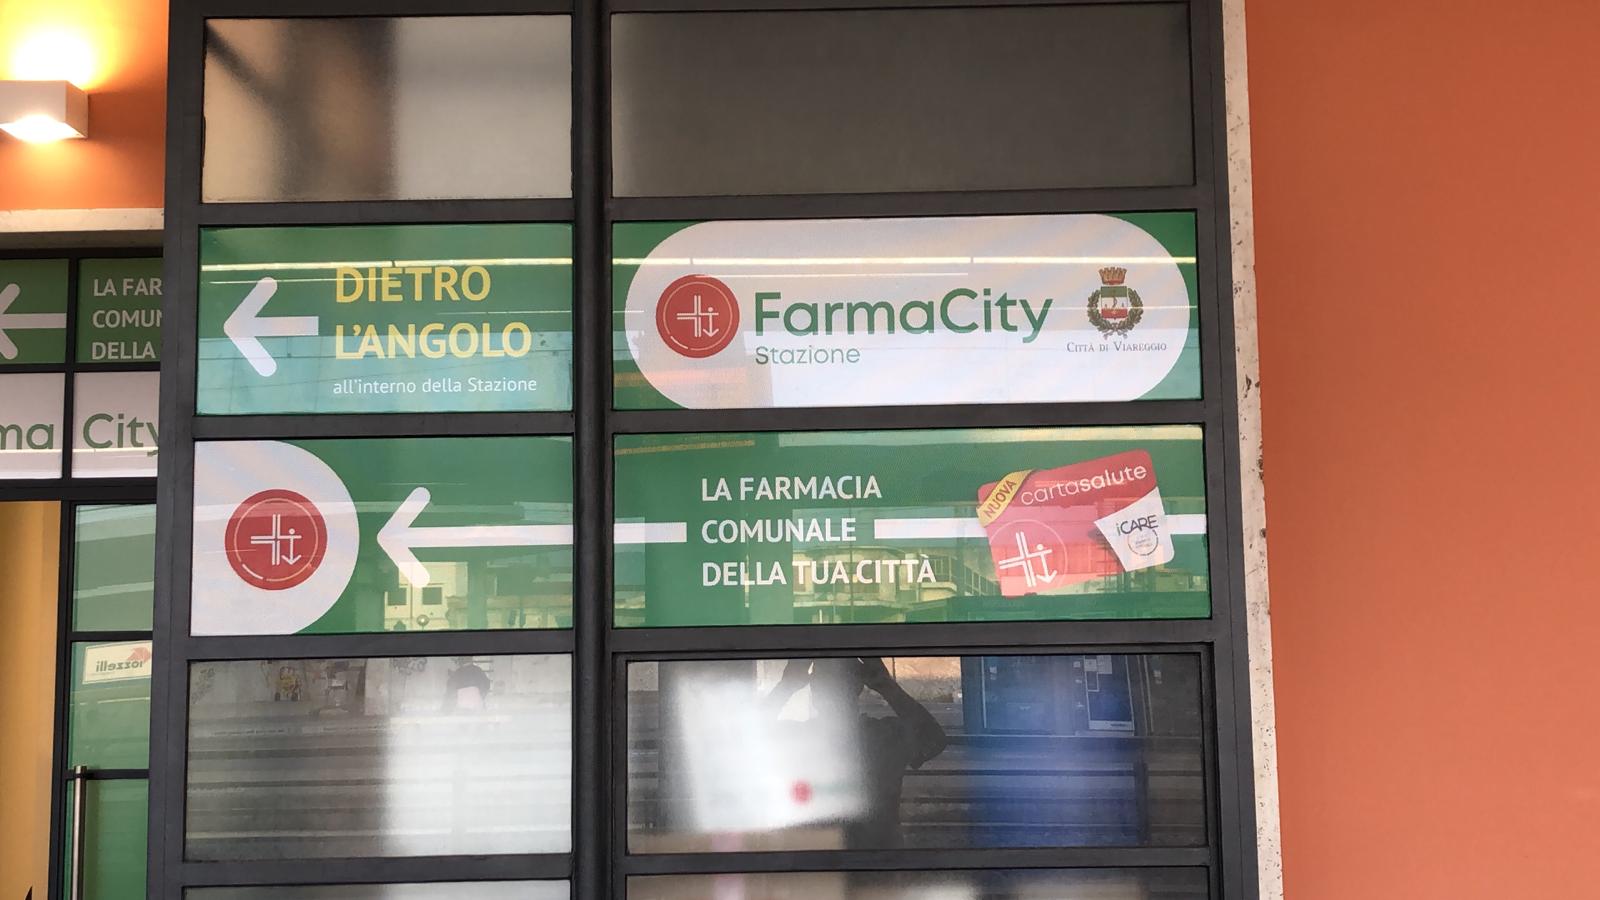 LA FAR
COMUN
DELLA
ma City
iozzelli
DIETRO
L'ANGOLO
all'interno della Stazione
FarmaCity
Stazione
CITTÀ DI VIAREGGIO
LA FARMACIA
COMUNALE
DELLA TUA CITTÀ
NUOVA
cartasalute
iCARE